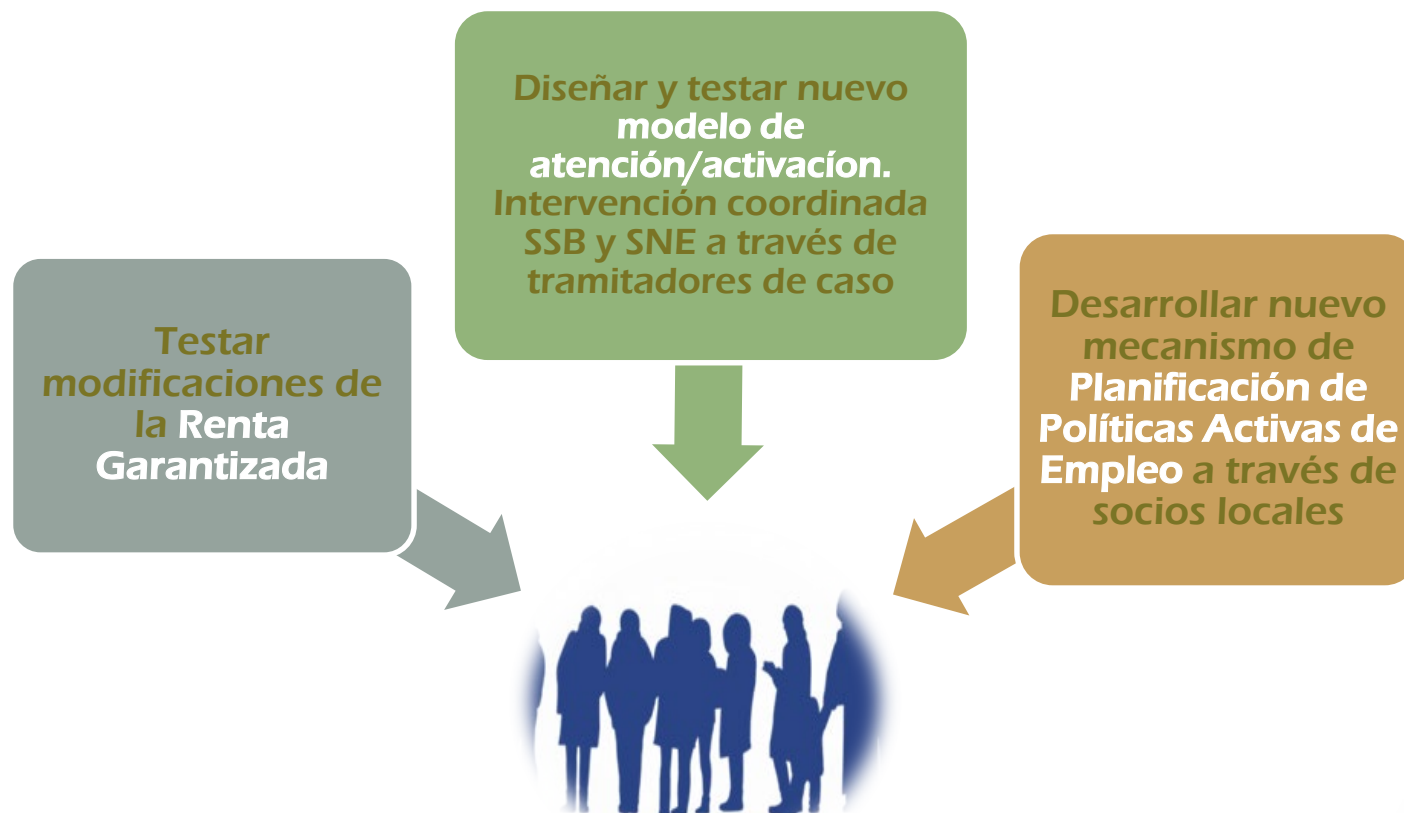 Diseñar y testar nuevo
modelo de
atención/activacíon.
Intervención coordinada
SSB y SNE a través de
tramitadores de caso
Testar
modificaciones de
la Renta
Garantizada
Desarrollar nuevo
mecanismo de
Planificación de
Políticas Activas de
Empleo a través de
socios locales